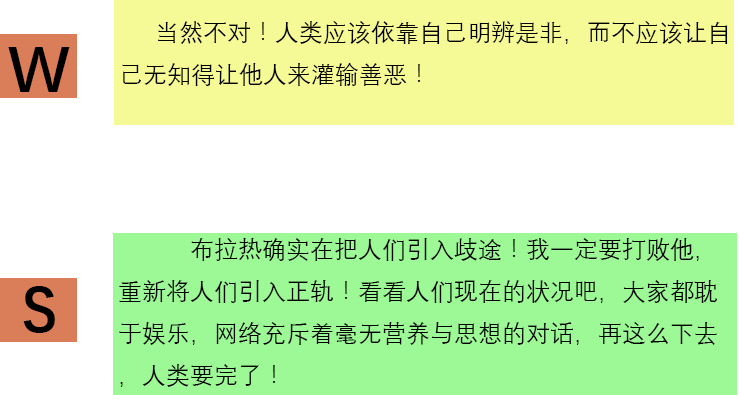 当然不对！人类应该依靠自己明辨是非，而不应该让自
W
己无知得让他人来灌输善恶！
布拉热确实在把人们引入歧途！我一定要打败他，
重新将人们引入正轨！看看人们现在的状况吧，大家都耽
S
于娱乐，网络充斥着毫无营养与思想的对话，再这么下去
，人类要完了！